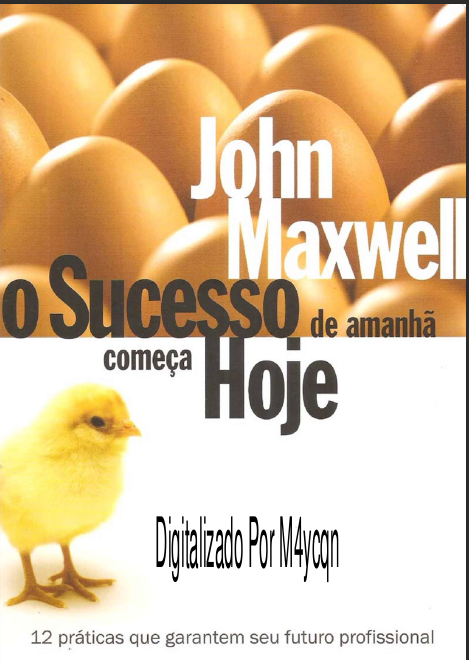 John
Maxwell
o Sucesso de amanhã
começa Hoje
Digitalizado Por M4ycqn
12 práticas que garantem seu futuro profissional